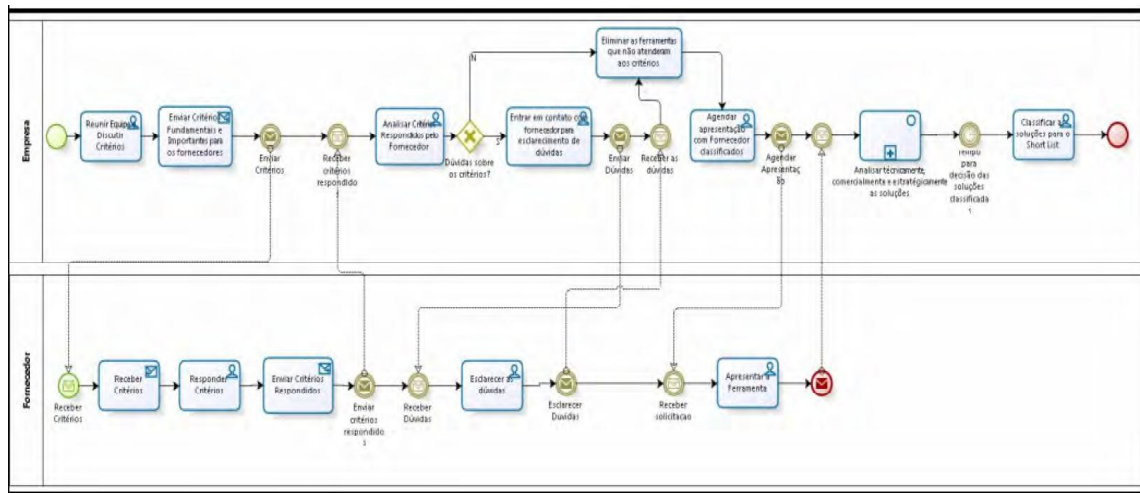 Empresa
Reunir Equipe
Discutir
Critérios
Enviar Critério
Fundamentais e
Importantes para
os fornecedores
Enviar
Critérios
Receber
critérios
respondido
s
Analisar Critério
Respondidos pelo
Fornecedor
N
Dúvidas sobre
os critérios?
S
Entrar em contato co
fornecedor para
esclarecimento de
dúvidas
Enviar
Dúvidas
Receber as
dúvidas
Eliminar as ferramentas
que não atenderam
aos critérios
Agendar
apresentação
com Fornecedor
classificados
Agendar
Apresentaç
ão
Analisar técnicamente,
comercialmente e estratégicamente
as soluções
Tempo
para
decisão das
soluções
classificada
s
Classificar a
soluções para o
Short List
Fornecedor
Receber
Critérios
Receber
Critérios
Responder
Critérios
Enviar Critérios
Respondidos
Enviar
critérios
respondido
s
Receber
Dúvidas
Esclarecer as
dúvidas
Esclarecer
Duvidas
Receber
solicitacao
Apresentar a
Ferramenta